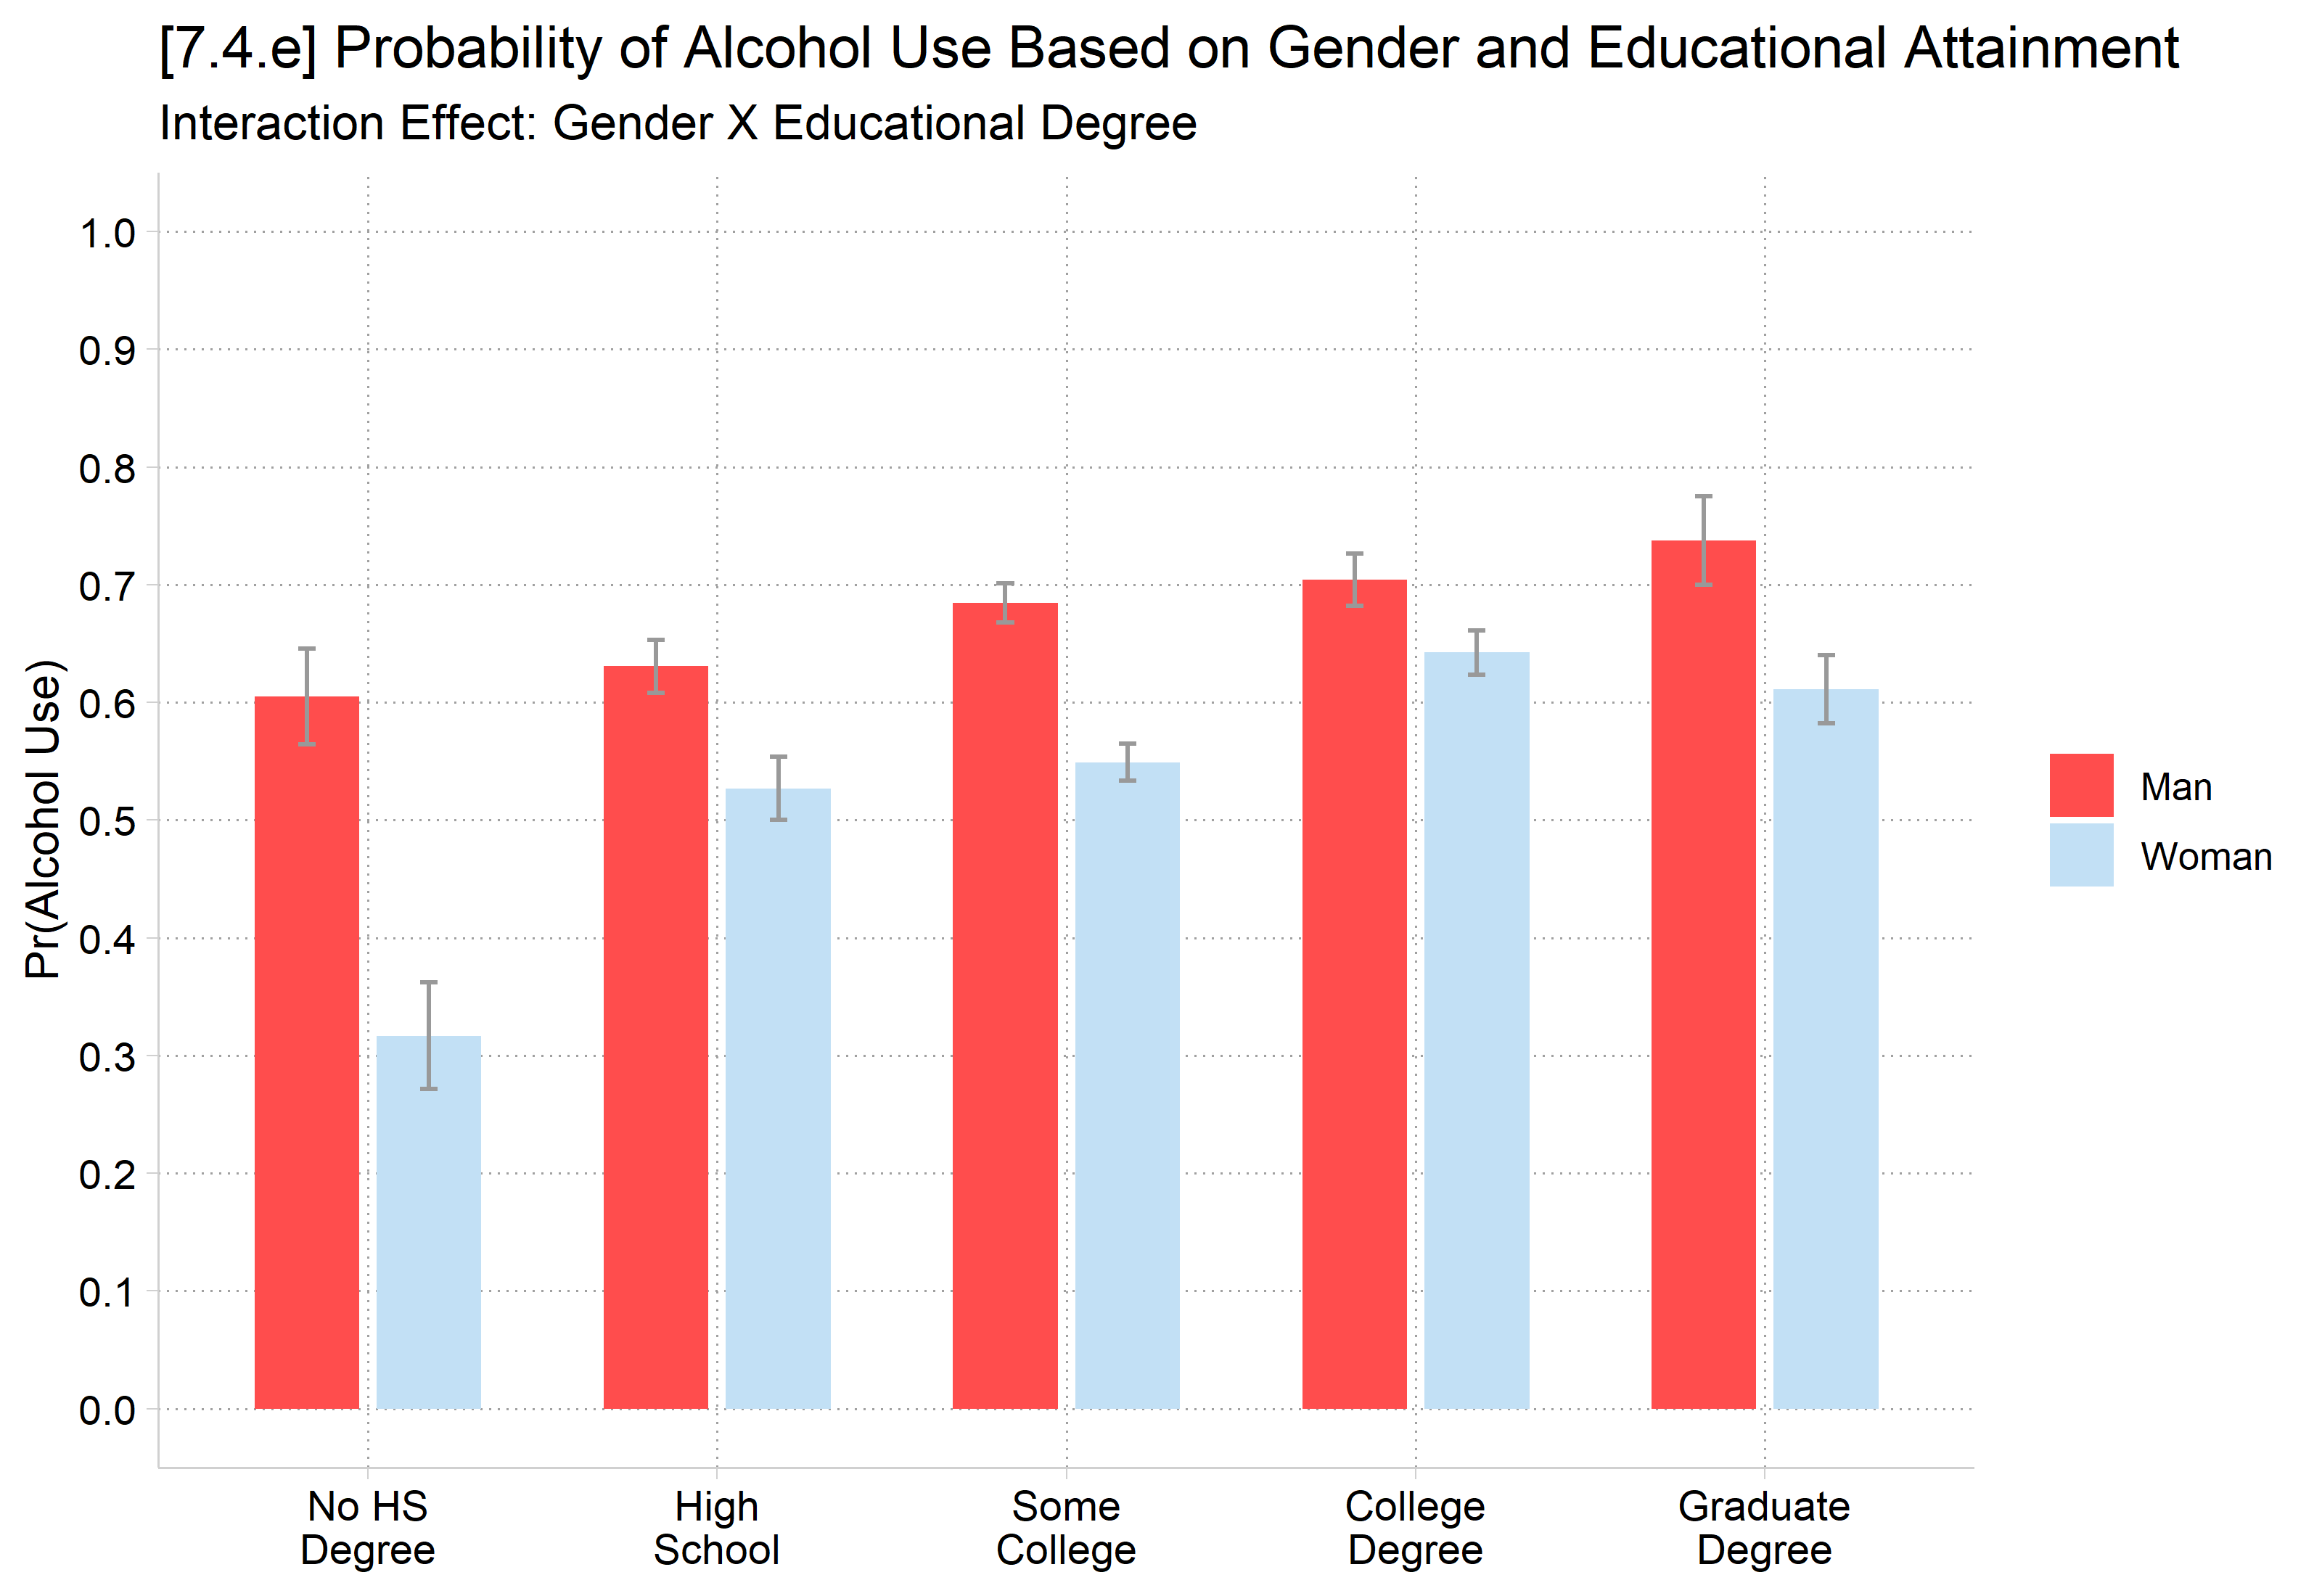 [7.4.e] Probability of Alcohol Use Based on Gender and Educational Attainment
Interaction Effect: Gender X Educational Degree
1.0
0.9
0.8
0.7
0.6
0.5
0.4
0.3
0.2
0.1
0.0
Pr(Alcohol Use)
No HS
Degree
High
School
Some
College
College
Degree
Graduate
Degree
Man
Woman